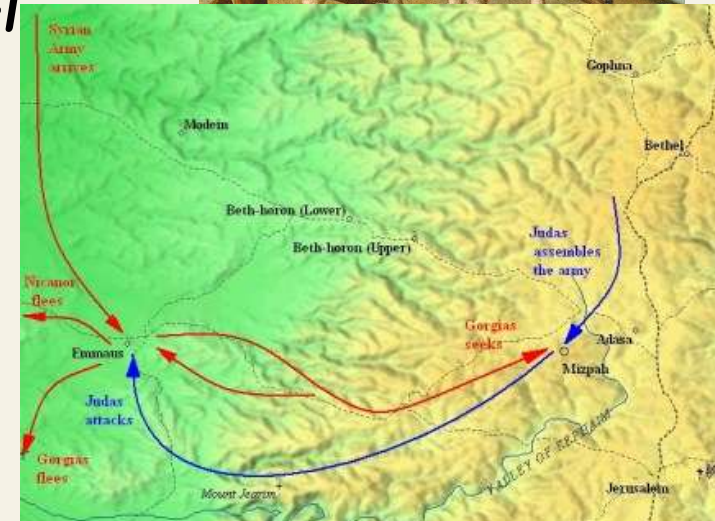 Syrian
Army
arrives
Gophna
Modein
Bethel
Beth-horon (Lower)
Beth-horon (Upper)
Judas
assembles
the army
Nicanor
flees
Gorgias
seeks
Emmaus
Adasa
Mizpah
Judas
attacks
Gorgias
flees
Mount Jearim
VALLEY OF EPHRAIM
Jerusalem